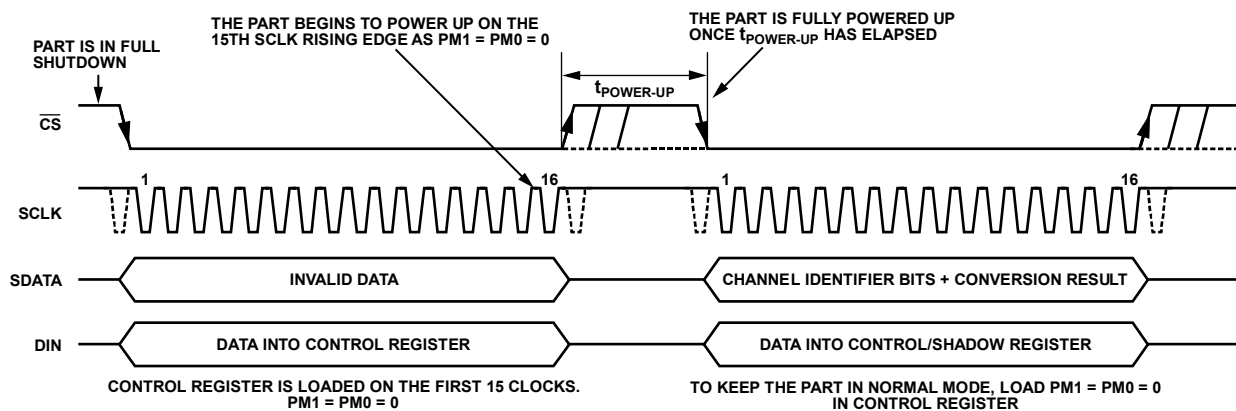 THE PART BEGINS TO POWER UP ON THE
15TH SCLK RISING EDGE AS PM1 = PM0 = 0
THE PART IS FULLY POWERED UP
ONCE tPOWER-UP HAS ELAPSED
PART IS IN FULL
SHUTDOWN
tPOWER-UP
CS
1
16
1
16
SCLK
SDATA
INVALID DATA
CHANNEL IDENTIFIER BITS + CONVERSION RESULT
DIN
DATA INTO CONTROL REGISTER
DATA INTO CONTROL/SHADOW REGISTER
CONTROL REGISTER IS LOADED ON THE FIRST 15 CLOCKS.
PM1 = PM0 = 0
TO KEEP THE PART IN NORMAL MODE, LOAD PM1 = PM0 = 0
IN CONTROL REGISTER